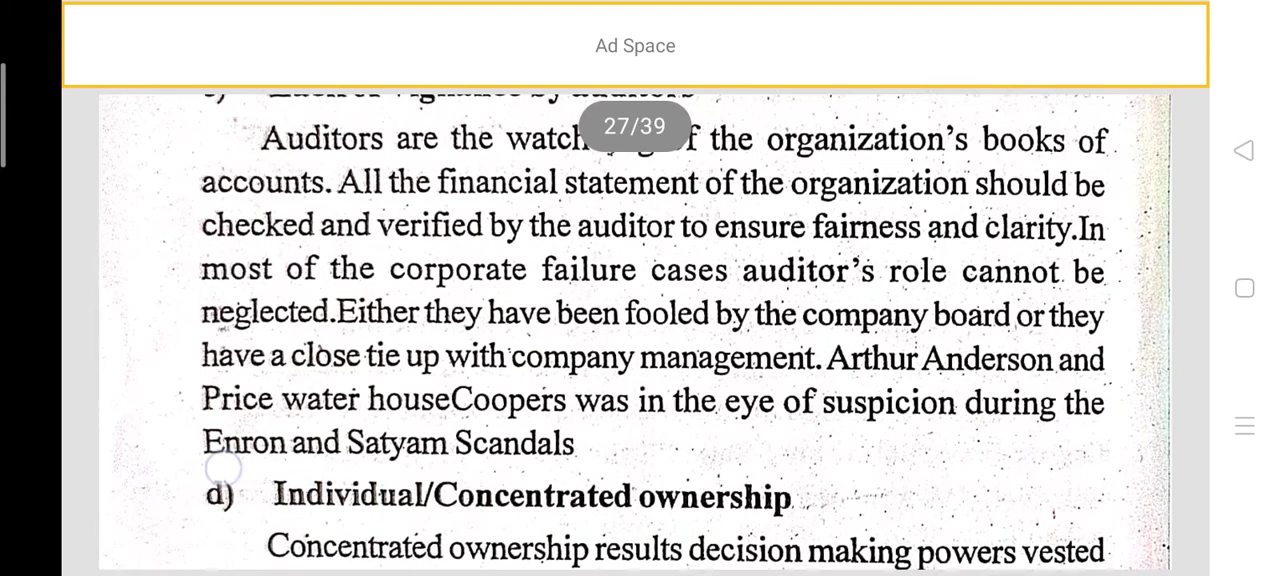 Ad Space
27/39
Auditors are the watch f the organization's books of
accounts. All the financial statement of the organization should be
checked and verified by the auditor to ensure fairness and clarity.In
most of the corporate failure cases auditor's role cannot be
neglected.Either they have been fooled by the company board or they
have a close tie up with company management. Arthur Anderson and
Price water houseCoopers was in the eye of suspicion during the
Enron and Satyam Scandals
d) Individual/Concentrated ownership
Concentrated ownership results decision making powers vested